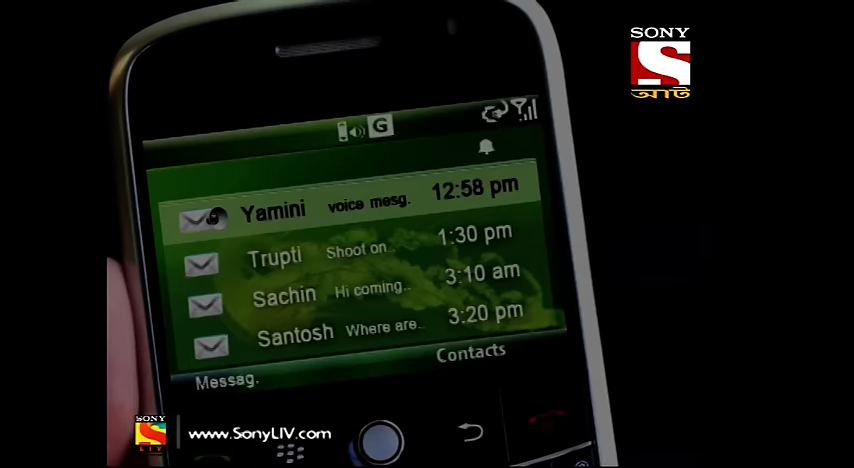 SONY
S
আট
G
Yamini voice mesg. 12:58 pm
Trupti Shoot on.. 1:30 pm
Sachin Hi coming.. 3:10 am
Santosh Where are.. 3:20 pm
Messag. Contacts
SONY
S
LIV
www.SonyLIV.com